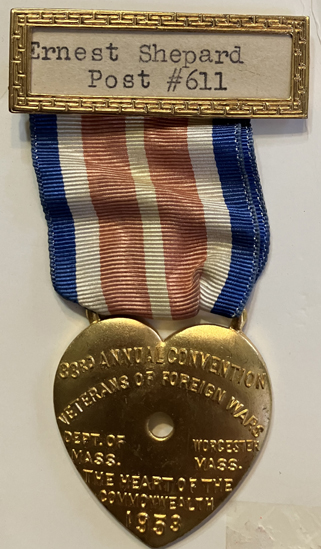 Ernest Shepard
Post #611
33RD ANNUAL CONVENTION
VETERANS OF FOREIGN WARS
DEPT. OF
MASS.
WORCESTER
MASS.
THE HEART OF THE
COMMONWEALTH
1953